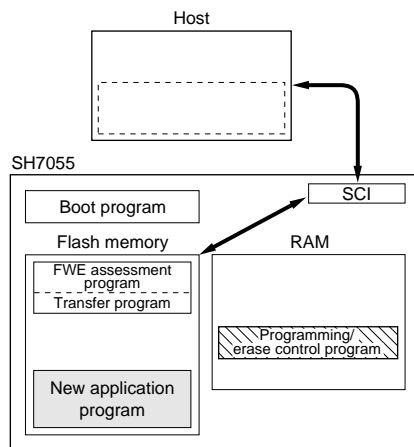 Host
SH7055
SCI
Boot program
Flash memory
RAM
FWE assessment
program
Transfer program
Programming/
erase control program
New application
program